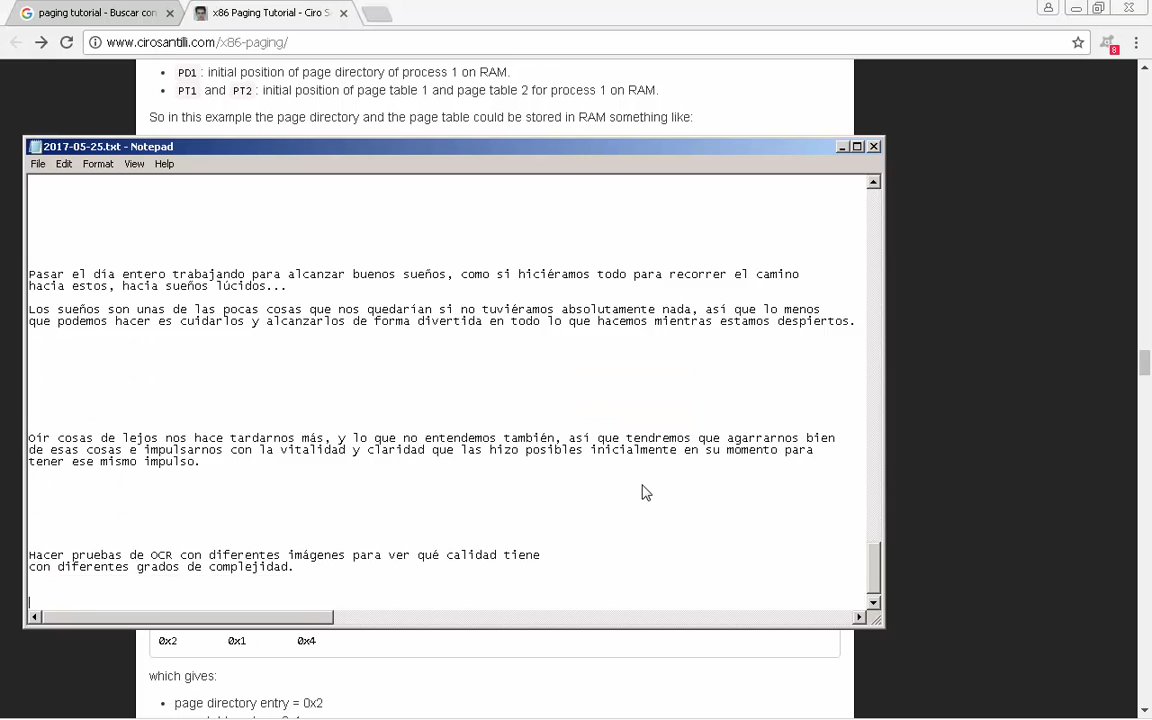 paging tutorial - Buscar con
x86 Paging Tutorial - Ciro S
www.cirosantilli.com/x86-paging/
8
PD1 : initial position of page directory of process 1 on RAM.
PT1 and PT2 : initial position of page table 1 and page table 2 for process 1 on RAM.
So in this example the page directory and the page table could be stored in RAM something like:
2017-05-25.txt - Notepad
File Edit Format View Help
Pasar el día entero trabajando para alcanzar buenos sueños, como si hiciéramos todo para recorrer el camino
hacia estos, hacia sueños lúcidos...
Los sueños son unas de las pocas cosas que nos quedarían si no tuviéramos absolutamente nada, así que lo menos
que podemos hacer es cuidarlos y alcanzarlos de forma divertida en todo lo que hacemos mientras estamos despiertos.
Oír cosas de lejos nos hace tardarnos más, y lo que no entendemos también, así que tendremos que agarrarnos bien
de esas cosas e impulsarnos con la vitalidad y claridad que las hizo posibles inicialmente en su momento para
tener ese mismo impulso.
Hacer pruebas de OCR con diferentes imágenes para ver qué calidad tiene
con diferentes grados de complejidad.
0x2 0x1 0x4
which gives:
page directory entry = 0x2